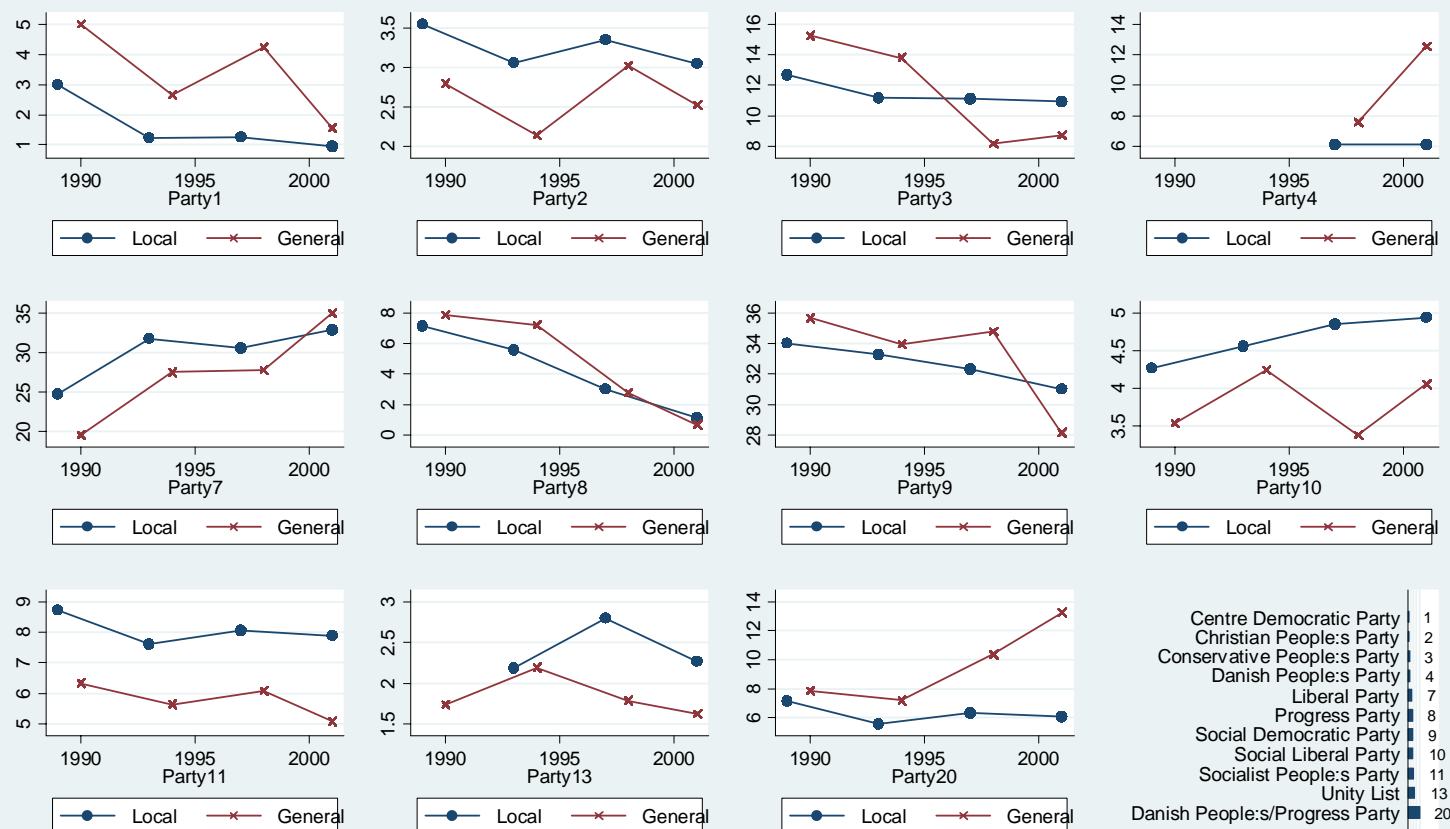 1 2 3 4 5
1990 1995 2000
Party1
Local General
2 2.5 3 3.5
1990 1995 2000
Party2
Local General
8 10 12 14 16
1990 1995 2000
Party3
Local General
6 8 10 12 14
1990 1995 2000
Party4
Local General
20 25 30 35
1990 1995 2000
Party7
Local General
0 2 4 6 8
1990 1995 2000
Party8
Local General
28 30 32 34 36
1990 1995 2000
Party9
Local General
3.5 4 4.5 5
1990 1995 2000
Party10
Local General
5 6 7 8 9
1990 1995 2000
Party11
Local General
1.5 2 2.5 3
1990 1995 2000
Party13
Local General
6 8 10 12 14
1990 1995 2000
Party20
Local General
Centre Democratic Party 1
Christian People:s Party 2
Conservative People:s Party 3
Danish People:s Party 4
Liberal Party 7
Progress Party 8
Social Democratic Party 9
Social Liberal Party 10
Socialist People:s Party 11
Unity List 13
Danish People:s/Progress Party 20